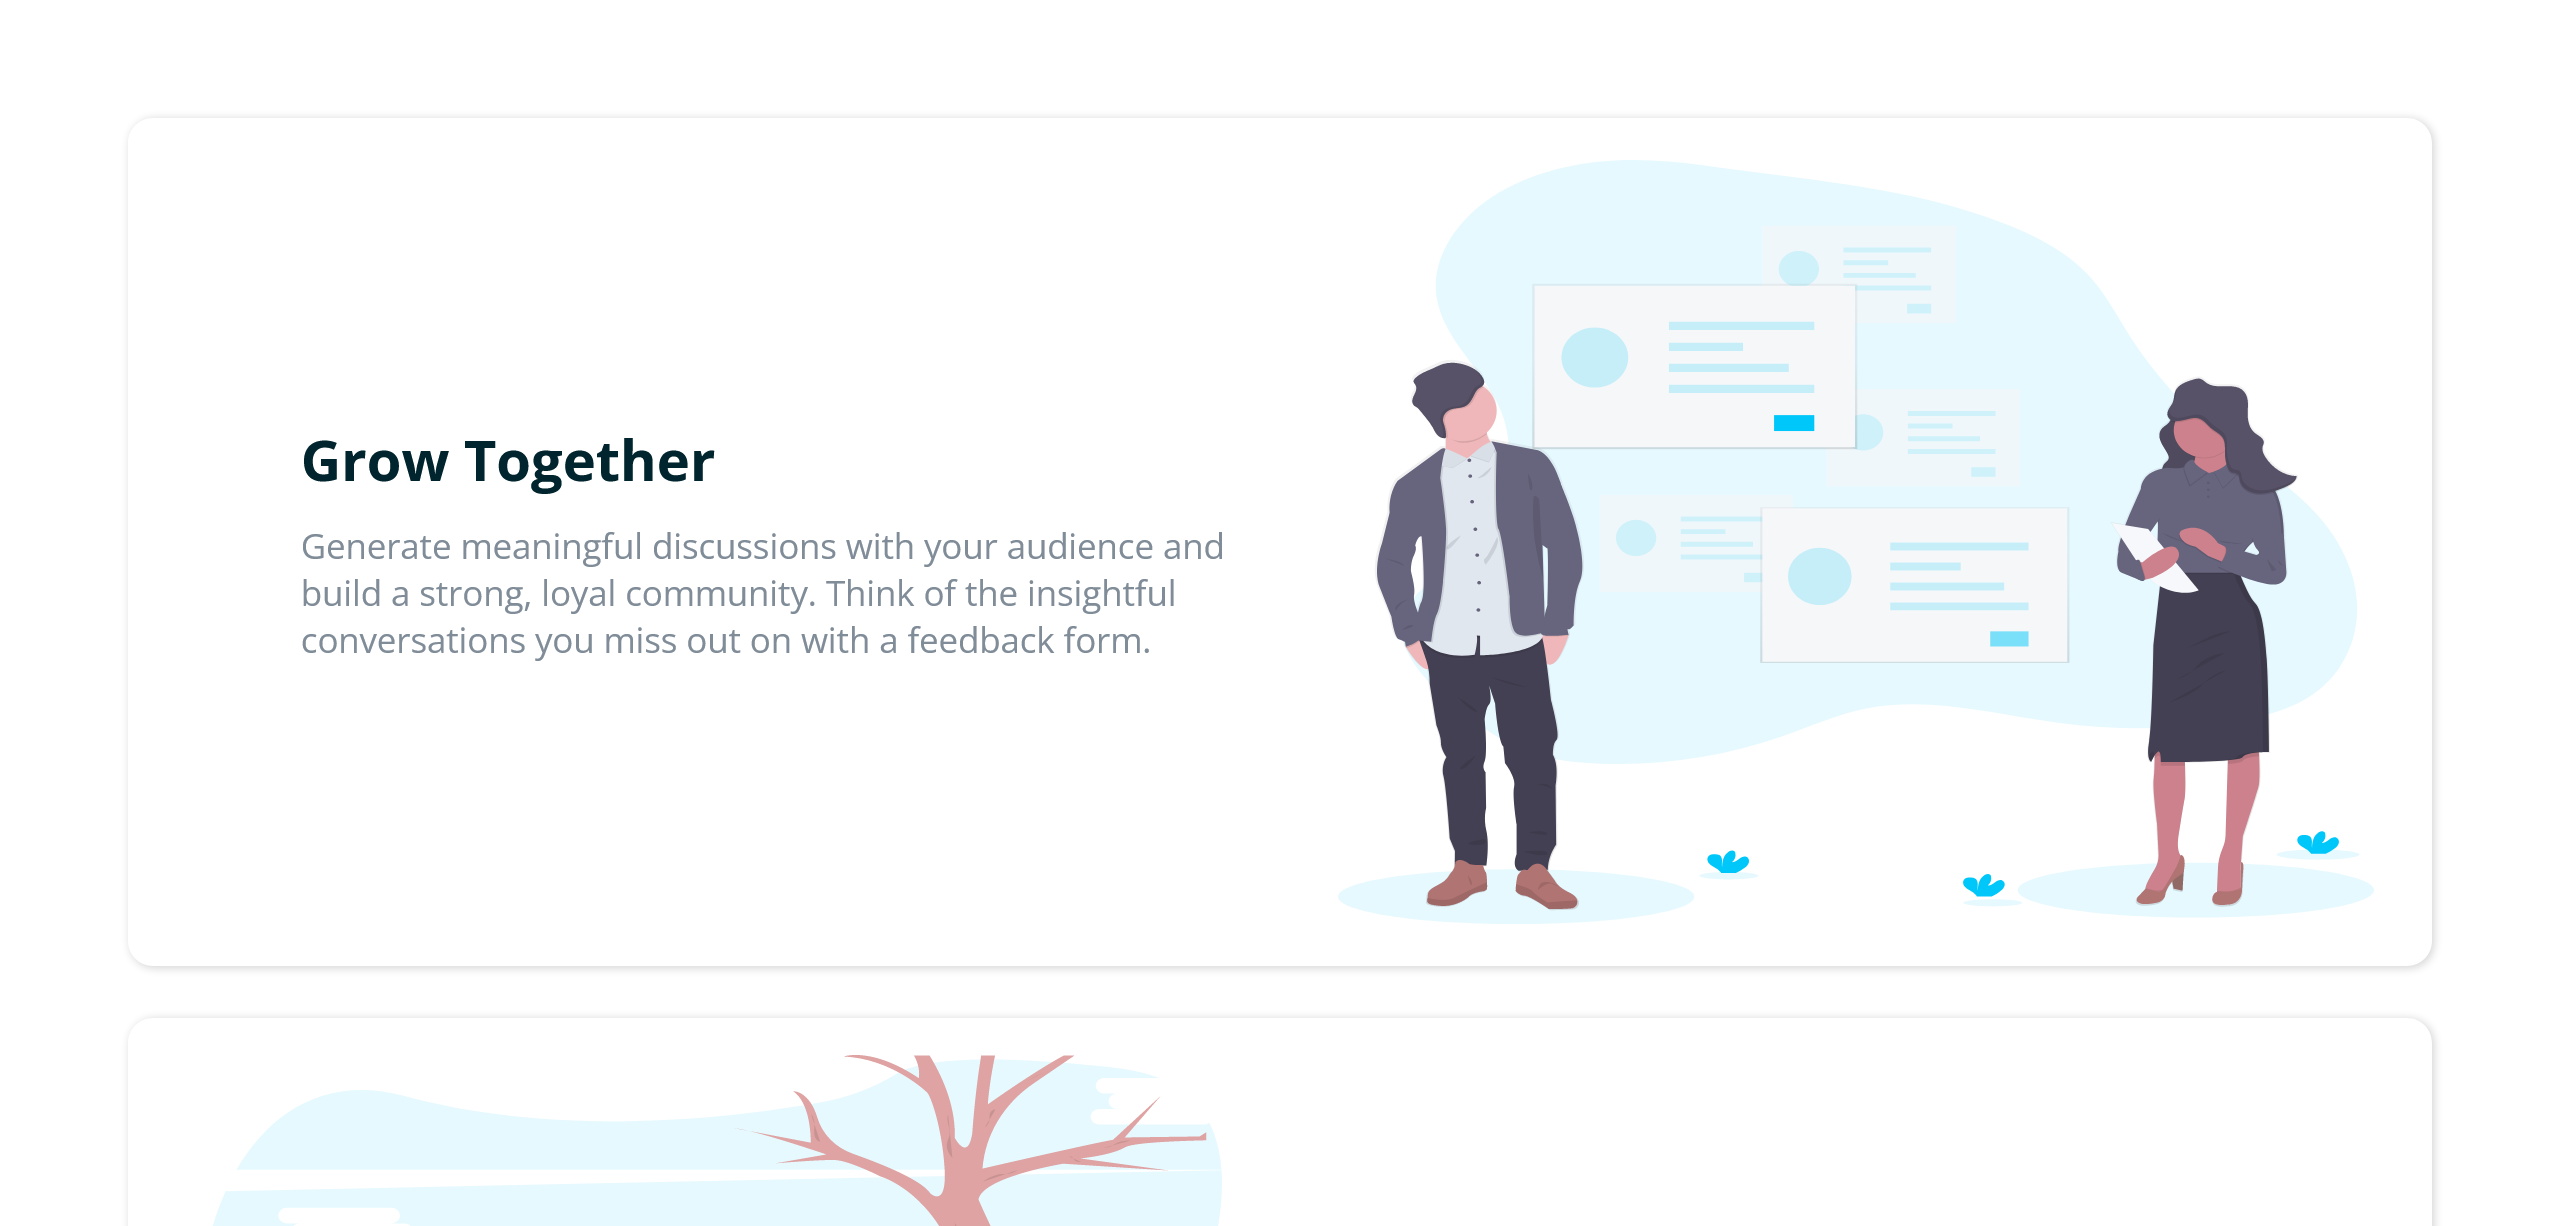 Grow Together
Generate meaningful discussions with your audience and
build a strong, loyal community. Think of the insightful
conversations you miss out on with a feedback form.